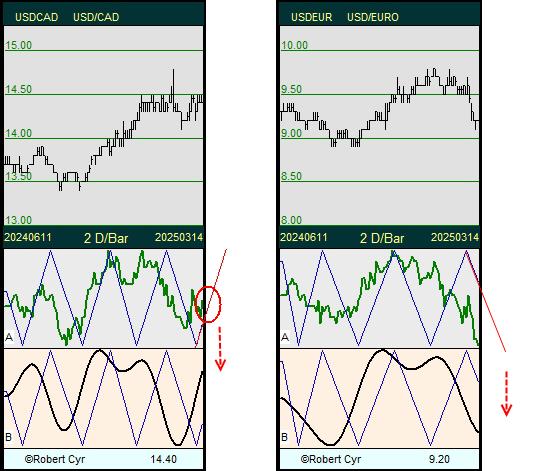 USDCAD USD/CAD
15.00
14.50
14.00
13.50
13.00
20240611 2 D/Bar 20250314
A
B
©Robert Cyr 14.40
USDEUR USD/EURO
10.00
9.50
9.00
8.50
8.00
20240611 2 D/Bar 20250314
A
B
©Robert Cyr 9.20